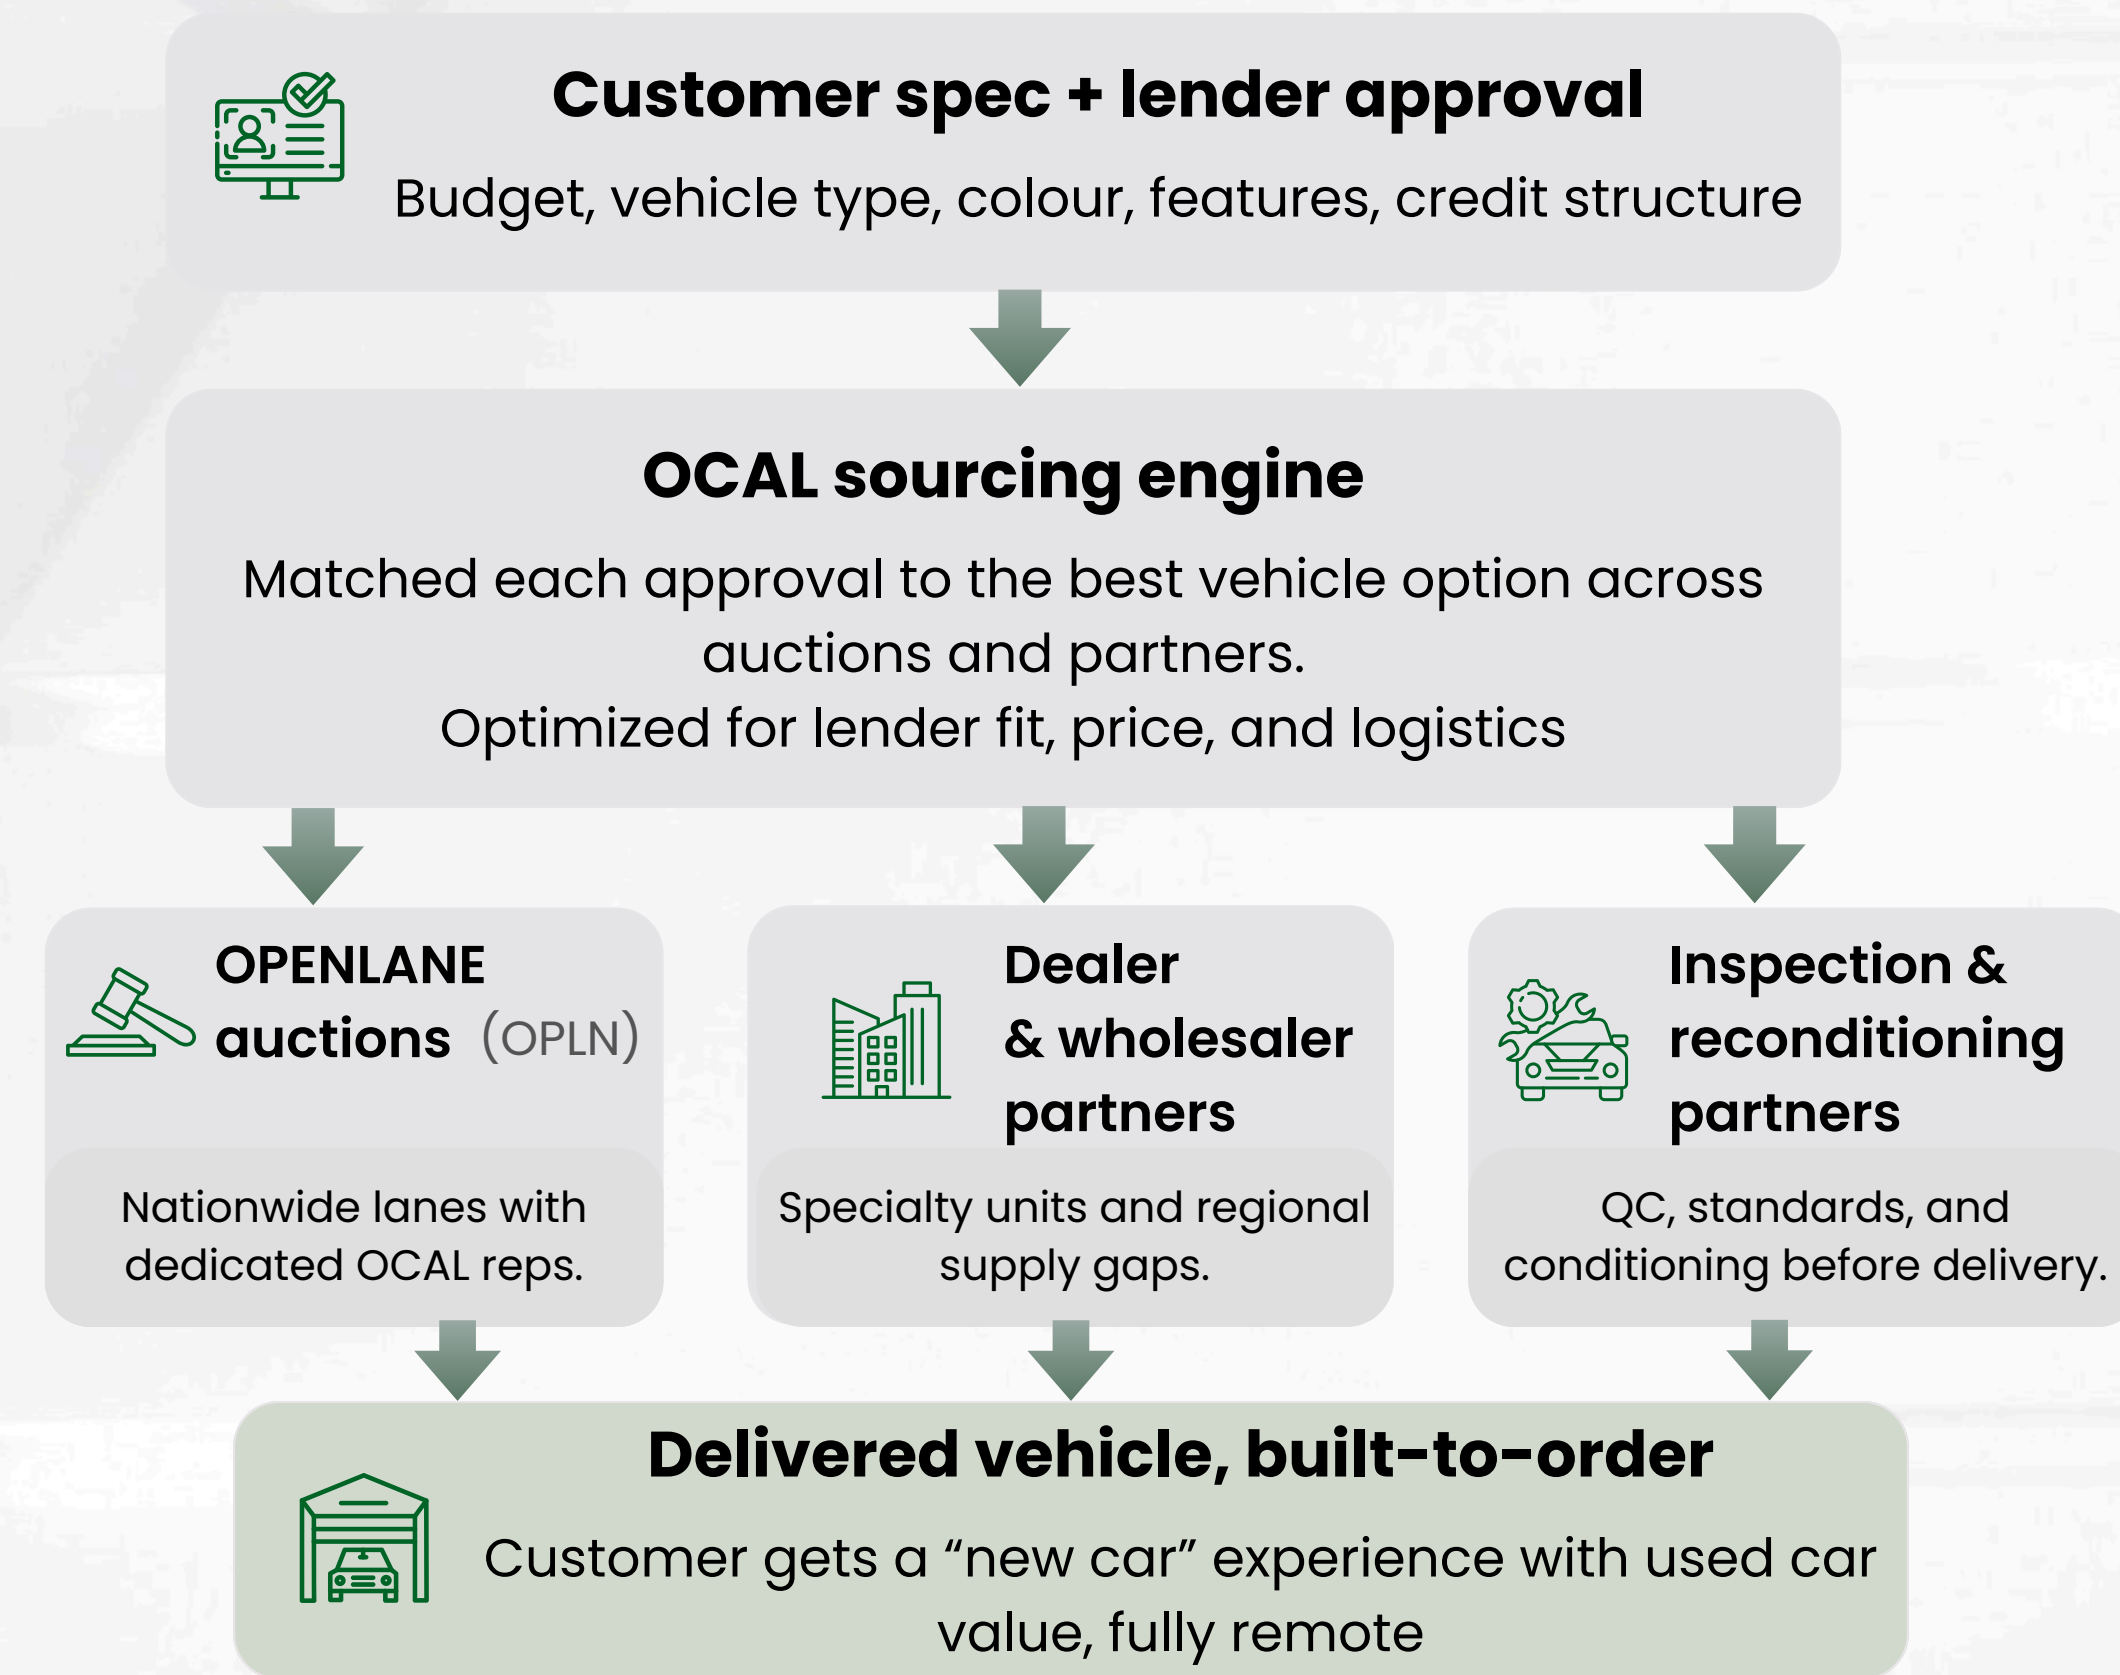 Customer spec + lender approval
Budget, vehicle type, colour, features, credit structure
OCAL sourcing engine
Matched each approval to the best vehicle option across
auctions and partners.
Optimized for lender fit, price, and logistics
OPENLANE
auctions (OPLN)
Nationwide lanes with
dedicated OCAL reps.
Dealer
& wholesaler
partners
Specialty units and regional
supply gaps.
Inspection &
reconditioning
partners
QC, standards, and
conditioning before delivery.
Delivered vehicle, built-to-order
Customer gets a “new car” experience with used car
value, fully remote